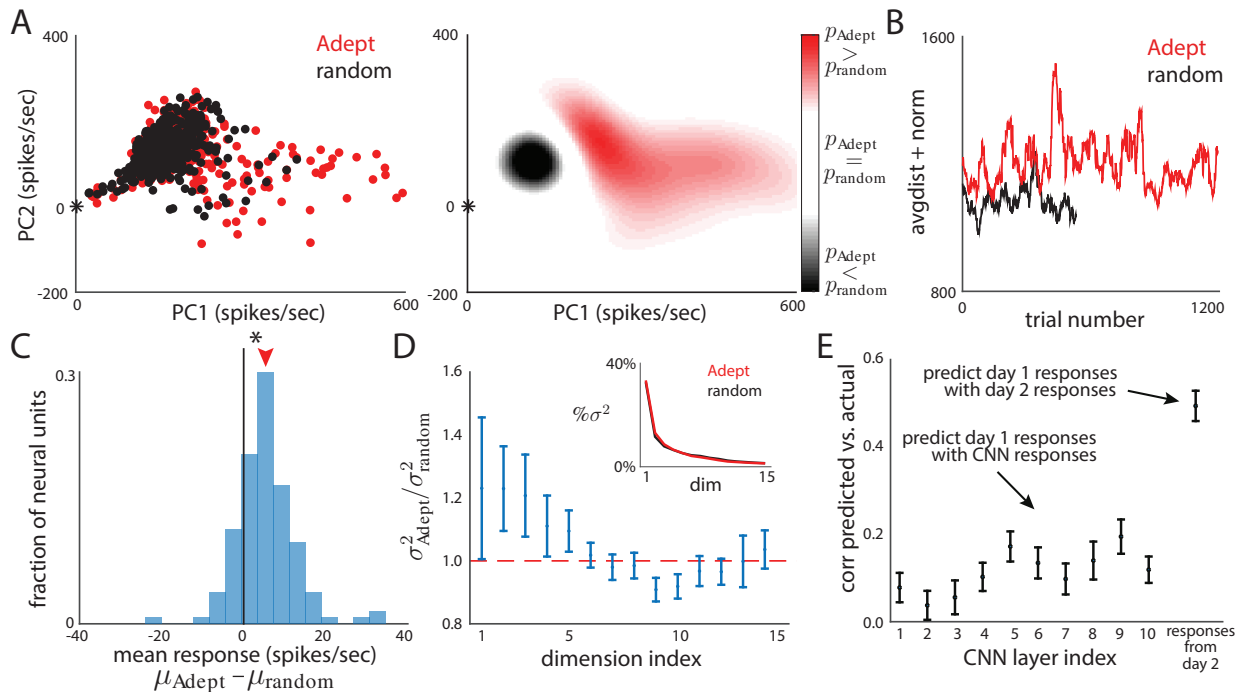 A
400
200
0
-200
PC2 (spikes/sec)
Adept
random
*
0
600
PC1 (spikes/sec)
400
200
0
-200
*
0
600
PC1 (spikes/sec)
pAdept
>
prandom
pAdept
=
prandom
pAdept
<
prandom
B
1600
800
avgdist + norm
Adept
random
0
1200
trial number
C
*
0.3
0
fraction of neural units
-40
-20
0
20
40
mean response (spikes/sec)
μAdept − μrandom
D
1.6
1.4
1.2
1.0
0.8
σ²Adept/σ²random
40%
Adept
random
%σ²
0%
1
dim
15
1
5
10
15
dimension index
E
0.6
0.4
0.2
0.0
corr predicted vs. actual
predict day 1 responses
with day 2 responses
predict day 1 responses
with CNN responses
1 2 3 4 5 6 7 8 9 10
responses
from
day 2
CNN layer index